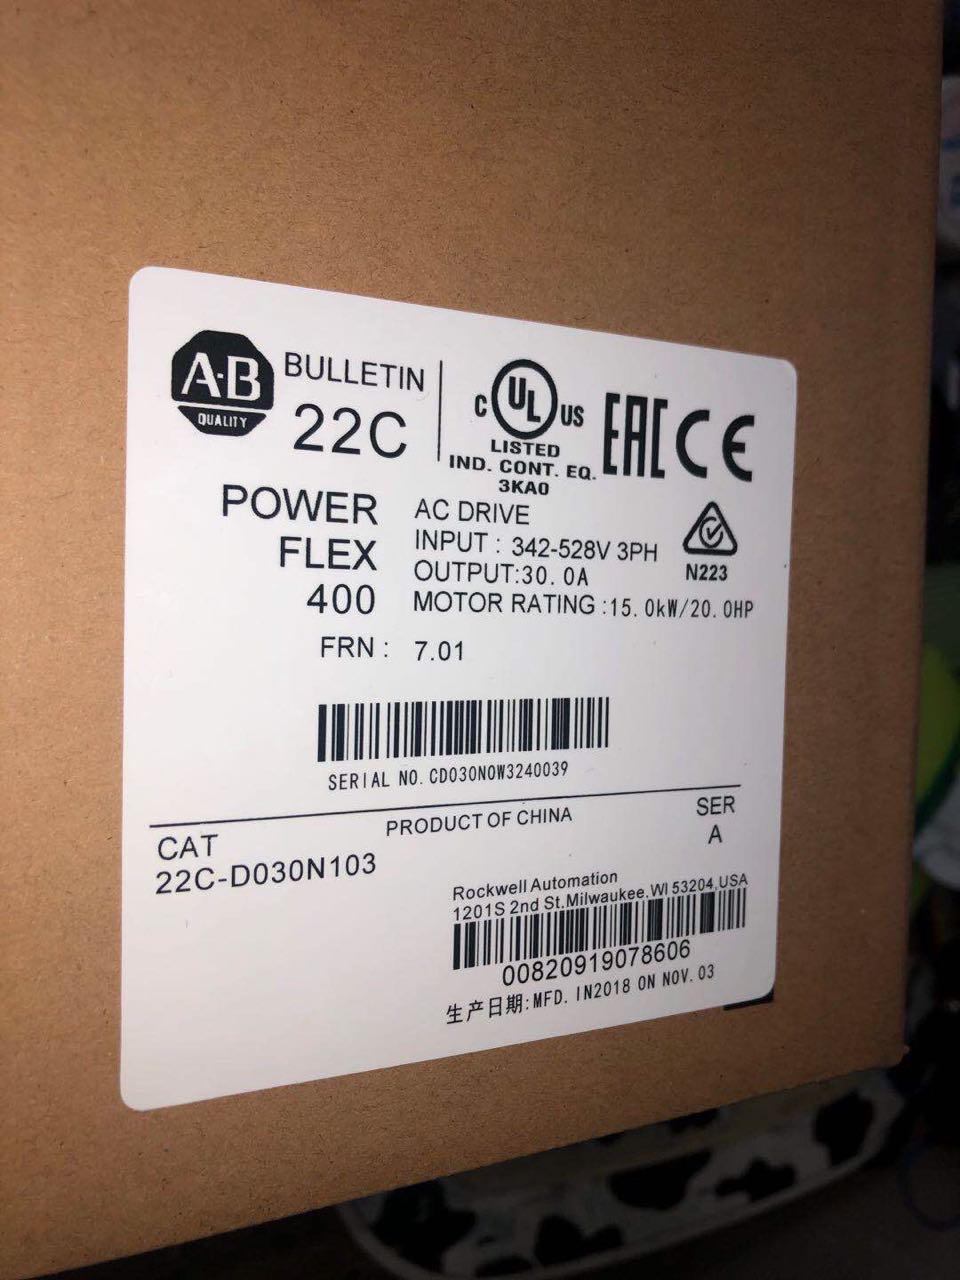 A·B
QUALITY
BULLETIN
22C
C UL US
LISTED
IND. CONT. EQ.
3KA0
EAC CE
POWER
FLEX
400
AC DRIVE
INPUT : 342-528V 3PH
OUTPUT:30.0A
MOTOR RATING :15.0kW/20.0HP
N223
FRN : 7.01
SERIAL NO. CD030N0W3240039
PRODUCT OF CHINA
SER
A
CAT
22C-D030N103
Rockwell Automation
1201S 2nd St.Milwaukee.WI 53204,USA
00820919078606
生产日期:MFD. IN2018 ON NOV. 03